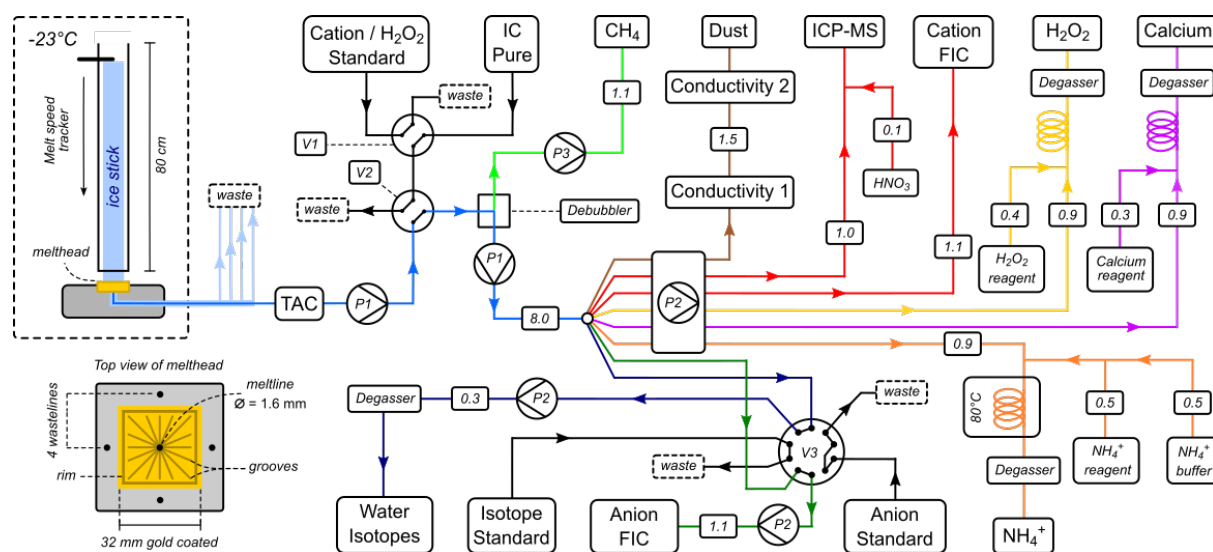 -23°C
Melt speed
tracker
ice stick
80 cm
melthead
waste
Cation / H₂O₂
Standard
IC
Pure
CH₄
Dust
ICP-MS
Cation
FIC
H₂O₂
Calcium
waste
V1
V2
waste
1.1
P3
Debubbler
Conductivity 2
1.5
Conductivity 1
0.1
HNO₃
1.0
1.1
Degasser
Degasser
0.4
0.9
0.3
0.9
H₂O₂
reagent
Calcium
reagent
TAC
P1
P1
8.0
P2
0.9
80°C
0.5
0.5
NH₄⁺
reagent
NH₄⁺
buffer
Degasser
NH₄⁺
Top view of melthead
4 wastelines
meltline
Ø = 1.6 mm
grooves
rim
32 mm gold coated
Degasser
0.3
P2
waste
V3
waste
Water
Isotopes
Isotope
Standard
Anion
FIC
1.1
P2
Anion
Standard